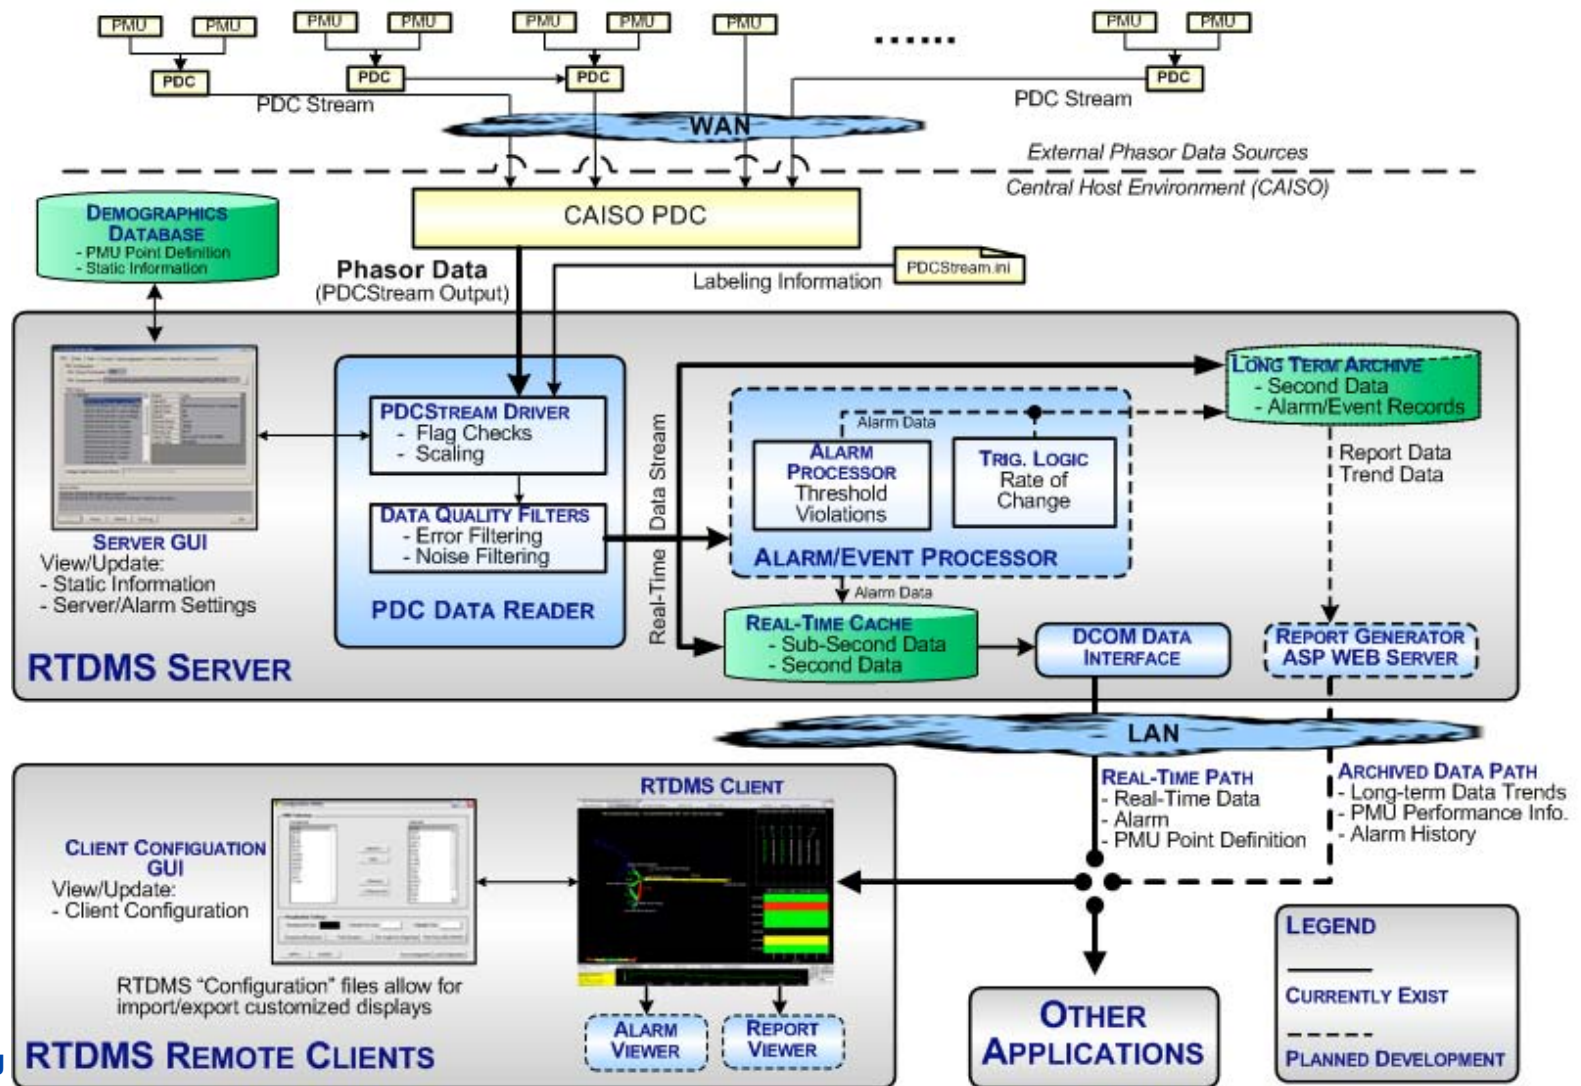 PMU PMU PMU PMU PMU PMU PMU PMU PMU
PDC PDC PDC PDC
PDC Stream
PDC Stream
WAN
External Phasor Data Sources
Central Host Environment (CAISO)
DEMOGRAPHICS
DATABASE
- PMU Point Definition
- Static Information
CAISO PDC
Phasor Data
(PDCStream Output)
Labeling Information
PDCStream.ini
SERVER GUI
View/Update:
- Static Information
- Server/Alarm Settings
PDCSTREAM DRIVER
- Flag Checks
- Scaling
DATA QUALITY FILTERS
- Error Filtering
- Noise Filtering
PDC DATA READER
Real-Time Data Stream
Alarm Data
ALARM
PROCESSOR
Threshold
Violations
TRIG. LOGIC
Rate of
Change
ALARM/EVENT PROCESSOR
Alarm Data
LONG TERM ARCHIVE
- Second Data
- Alarm/Event Records
Report Data
Trend Data
REAL-TIME CACHE
- Sub-Second Data
- Second Data
DCOM DATA
INTERFACE
REPORT GENERATOR
ASP WEB SERVER
RTDMS SERVER
LAN
REAL-TIME PATH
- Real-Time Data
- Alarm
- PMU Point Definition
ARCHIVED DATA PATH
- Long-term Data Trends
- PMU Performance Info.
- Alarm History
RTDMS CLIENT
CLIENT CONFIGUATION
GUI
View/Update:
- Client Configuration
RTDMS “Configuration” files allow for
import/export customized displays
ALARM
VIEWER
REPORT
VIEWER
RTDMS REMOTE CLIENTS
OTHER
APPLICATIONS
LEGEND
CURRENTLY EXIST
PLANNED DEVELOPMENT